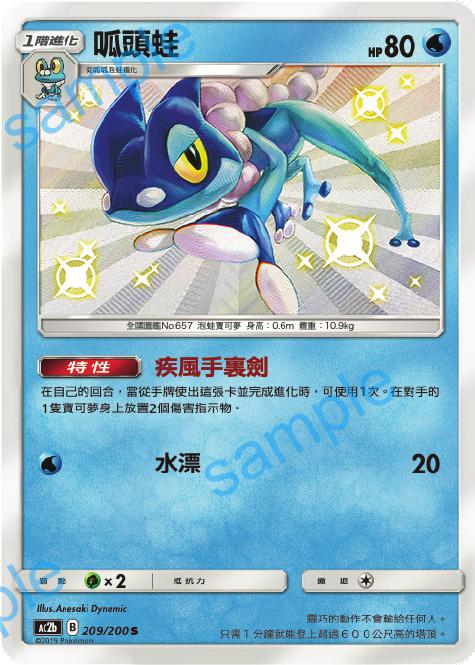 1階進化 呱頭蛙 HP80
從呱呱泡蛙進化
全國圖鑑No.657 泡蛙寶可夢 身高:0.6m 體重:10.9kg
特性 疾風手裏劍
在自己的回合,當從手牌使出這張卡並完成進化時,可使用1次。在對手的
1隻寶可夢身上放置2個傷害指示物。
水漂 20
弱點 ×2 抵抗力 撤退
Illus.Anesaki Dynamic
AC2b B 209/200 S
©2019 Pokémon
靈巧的動作不會輸給任何人。
只需1分鐘就能登上超過600公尺高的塔頂。
sample
sample
sample